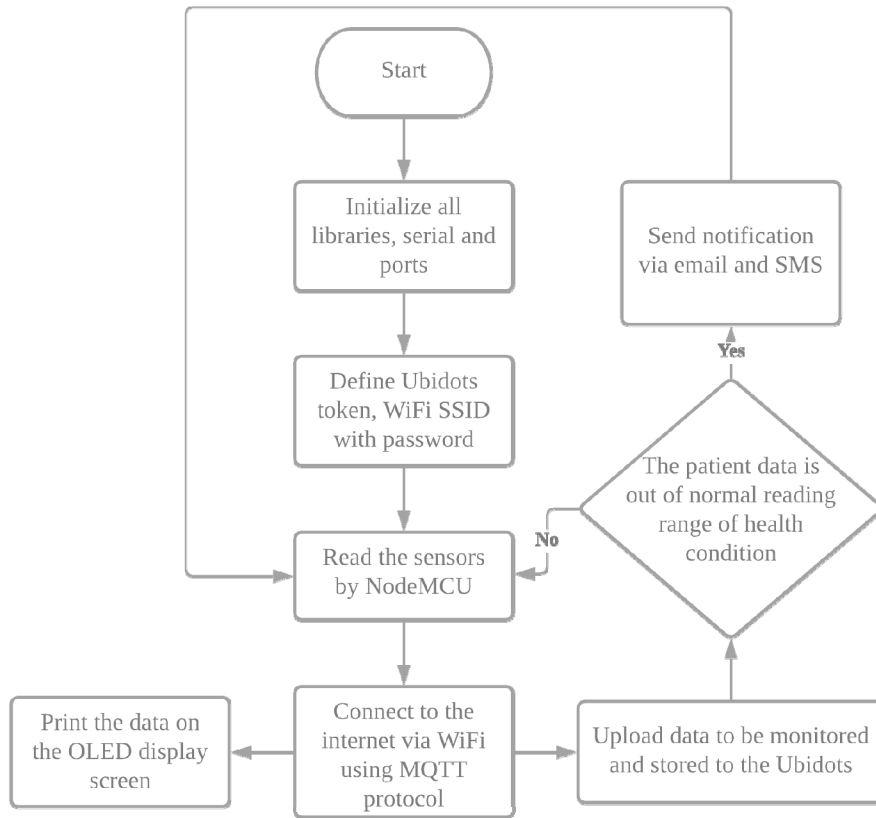 Start
Initialize all
libraries, serial and
ports
Send notification
via email and SMS
Yes
Define Ubidots
token, WiFi SSID
with password
The patient data is
out of normal reading
range of health
condition
No
Read the sensors
by NodeMCU
Print the data on
the OLED display
screen
Connect to the
internet via WiFi
using MQTT
protocol
Upload data to be monitored
and stored to the Ubidots